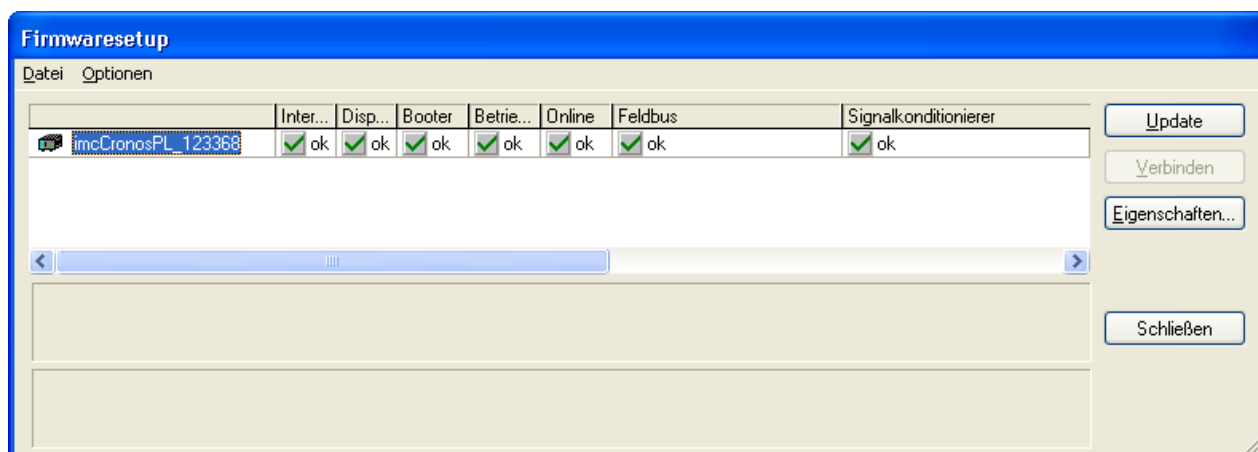 Firmwaresetup
Datei Optionen
Inter... Disp... Booter Betrie... Online Feldbus Signalkonditionierer
imcCronosPL_123368 ok ok ok ok ok ok ok
Update
Verbinden
Eigenschaften...
Schließen